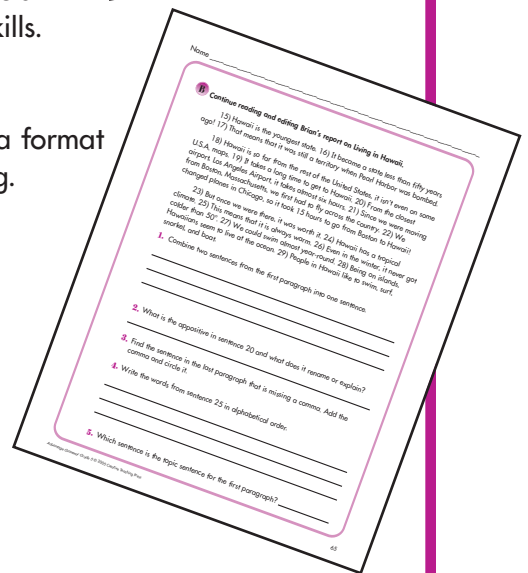 kills.
a format
g.
Name
B Continue reading and editing Brian's report on Living in Hawaii.
15) Hawaii is the youngest state. 16) It became a state less than fifty years
ago! 17) That means that it was still a territory when Pearl Harbor was bombed.
18) Hawaii is so far from the rest of the United States, it isn't even on some
U.S.A. maps. 19) It takes a long time to get to Hawaii. 20) From the closest
airport, Los Angeles Airport, it takes almost six hours. 21) Since we were moving
from Boston, Massachusetts, we first had to fly across the country. 22) We
changed planes in Chicago, so it took 15 hours to go from Boston to Hawaii!
23) But once we were there, it was worth it. 24) Hawaii has a tropical
climate. 25) This means that it is always warm. 26) Even in the winter, it never got
colder than 50°. 27) We could swim almost year-round. 28) Being on islands,
Hawaiians seem to live at the ocean. 29) People in Hawaii like to swim, surf,
snorkel, and boat.
1. Combine two sentences from the first paragraph into one sentence.
2. What is the appositive in sentence 20 and what does it rename or explain?
3. Find the sentence in the last paragraph that is missing a comma. Add the
comma and circle it.
4. Write the words from sentence 25 in alphabetical order.
5. Which sentence is the topic sentence for the first paragraph?
65